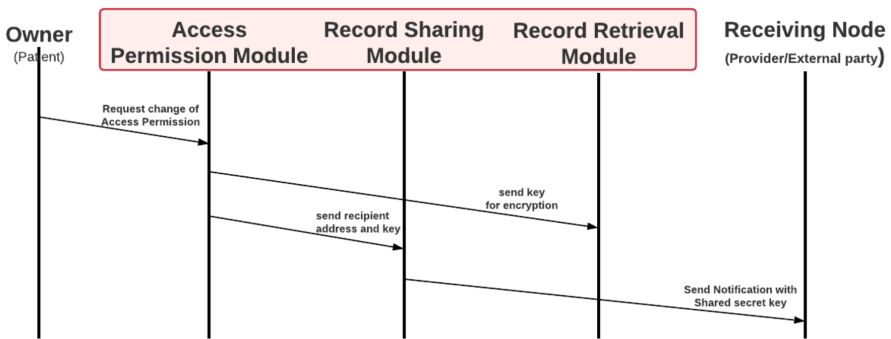 Owner
(Patient)
Access
Permission Module
Record Sharing
Module
Record Retrieval
Module
Receiving Node
(Provider/External party)
Request change of
Access Permission
send key
for encryption
send recipient
address and key
Send Notification with
Shared secret key